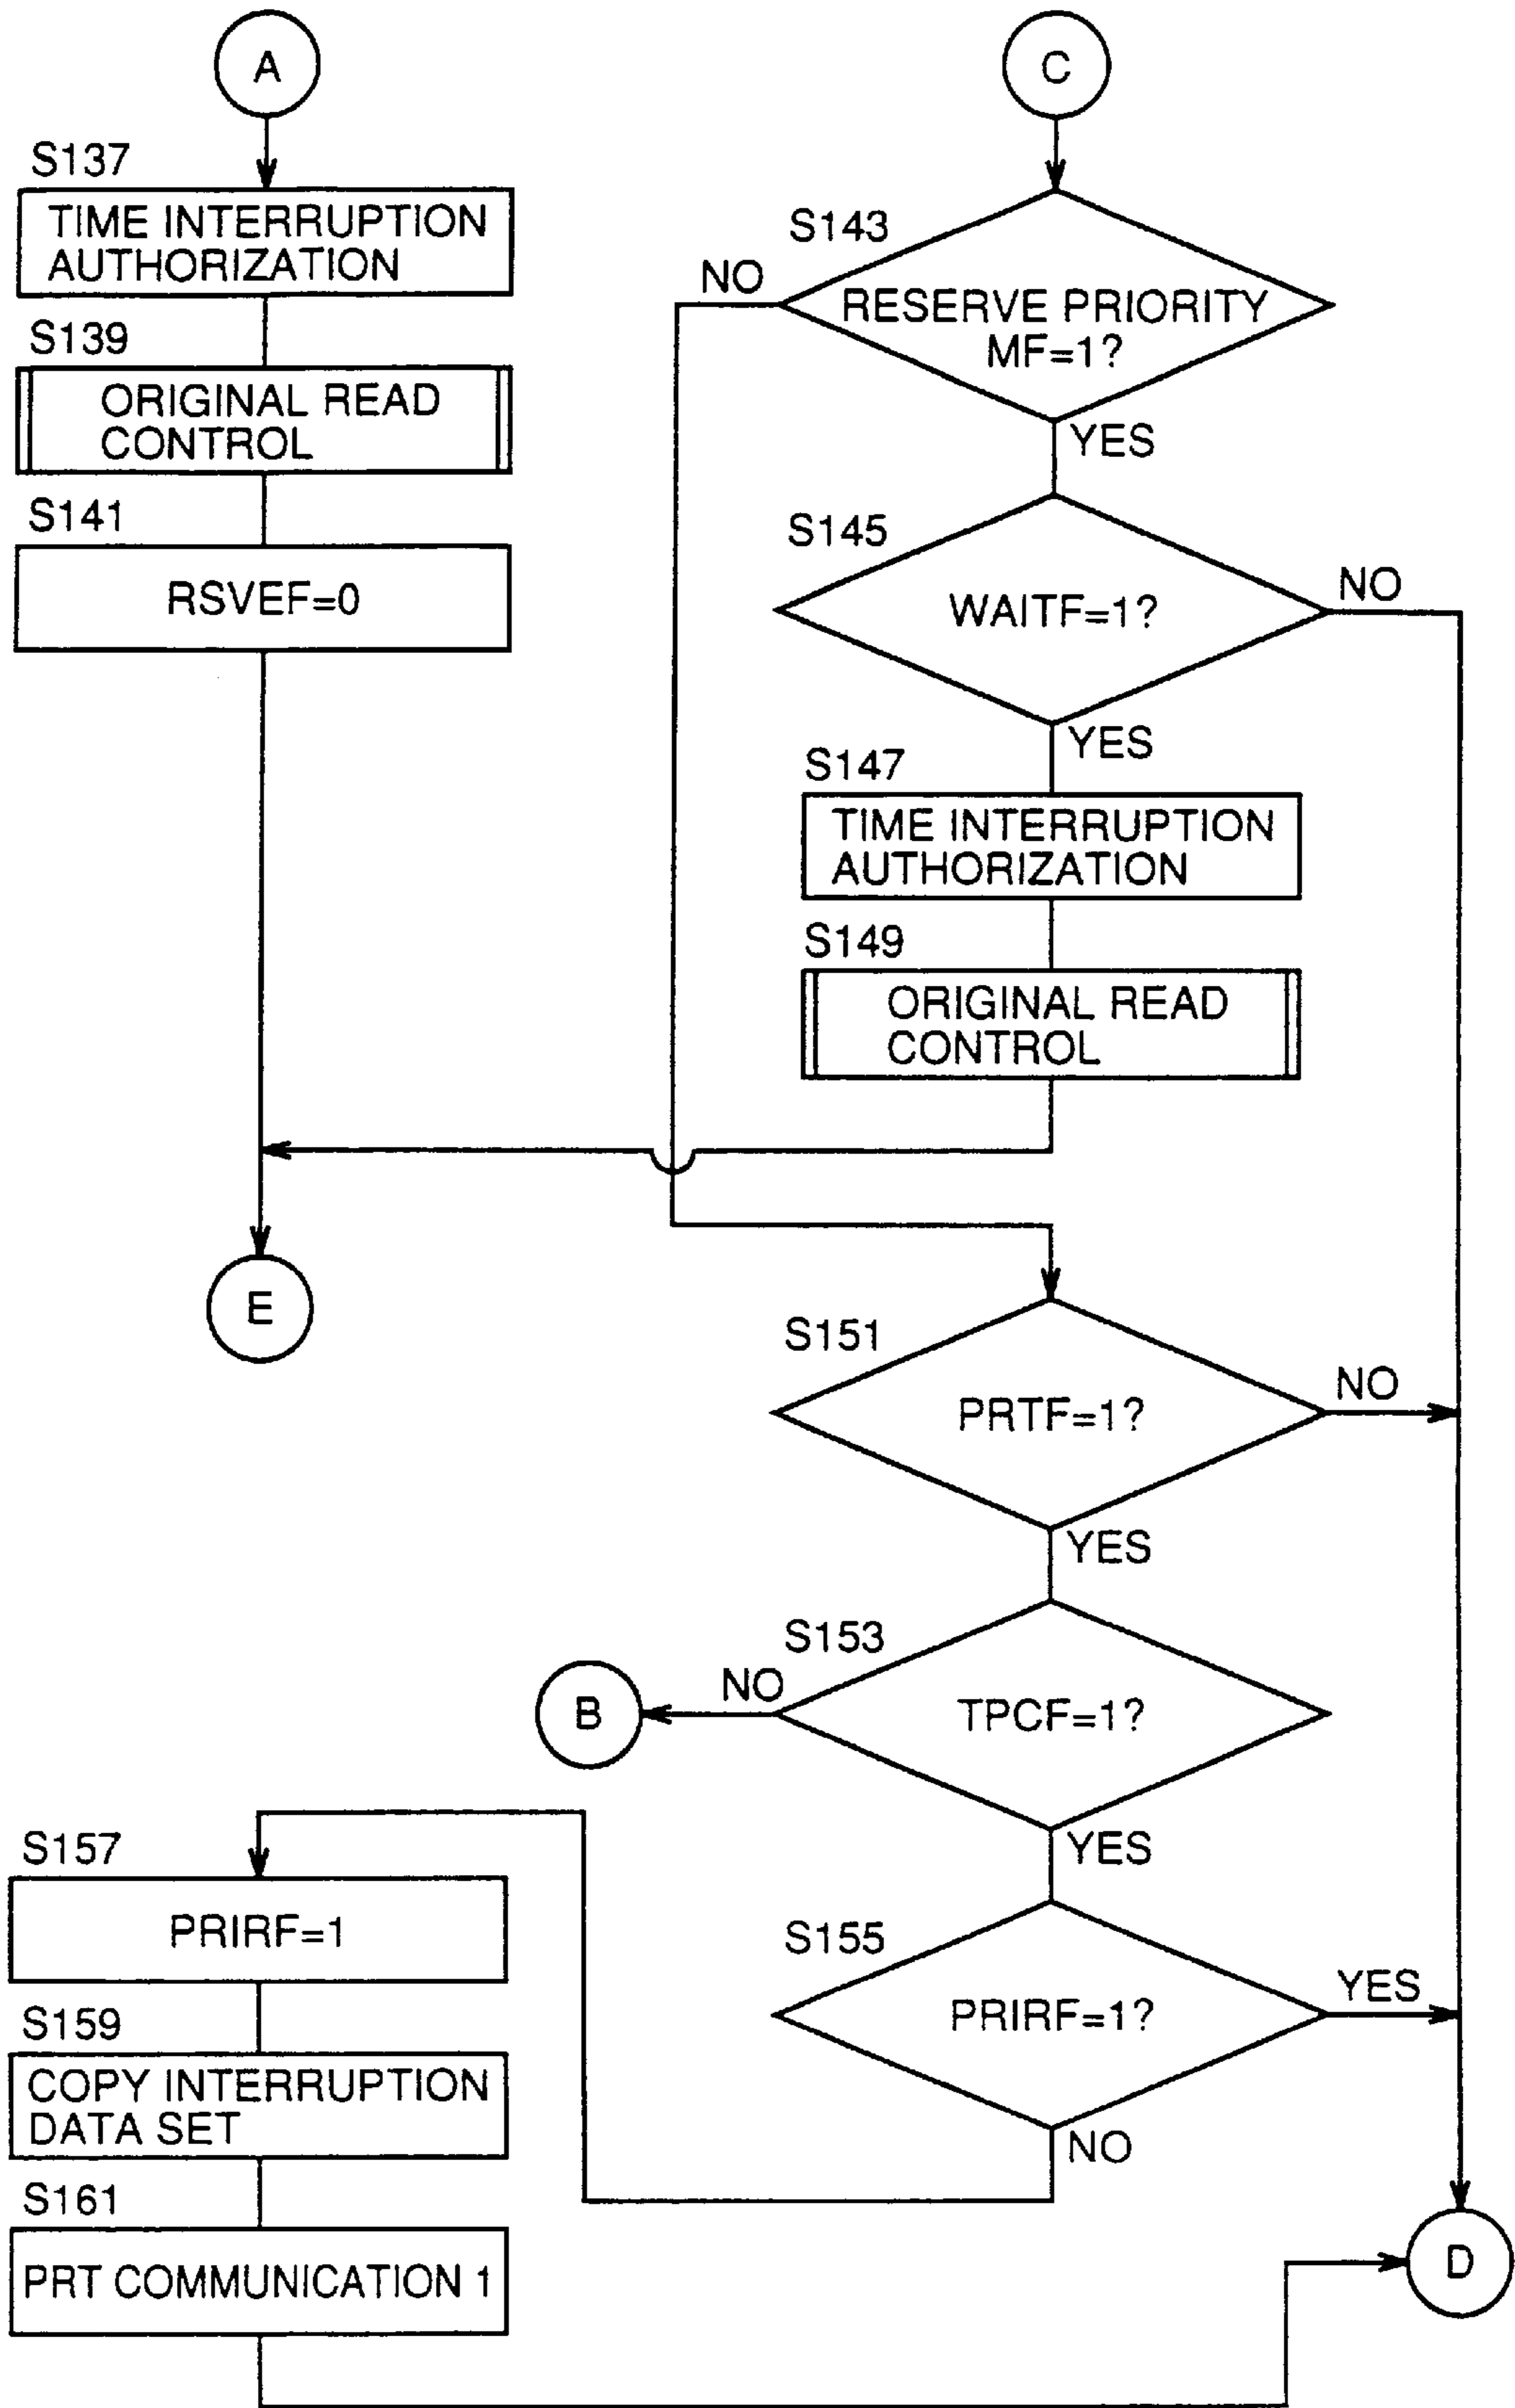 A
S137
TIME INTERRUPTION
AUTHORIZATION
S139
ORIGINAL READ
CONTROL
S141
RSVEF=0
E
C
S143
NO
RESERVE PRIORITY
MF=1?
YES
S145
NO
WAITF=1?
YES
S147
TIME INTERRUPTION
AUTHORIZATION
S149
ORIGINAL READ
CONTROL
S151
NO
PRTF=1?
YES
S153
NO
B
TPCF=1?
YES
S155
YES
PRIRF=1?
NO
S157
PRIRF=1
S159
COPY INTERRUPTION
DATA SET
S161
PRT COMMUNICATION 1
D